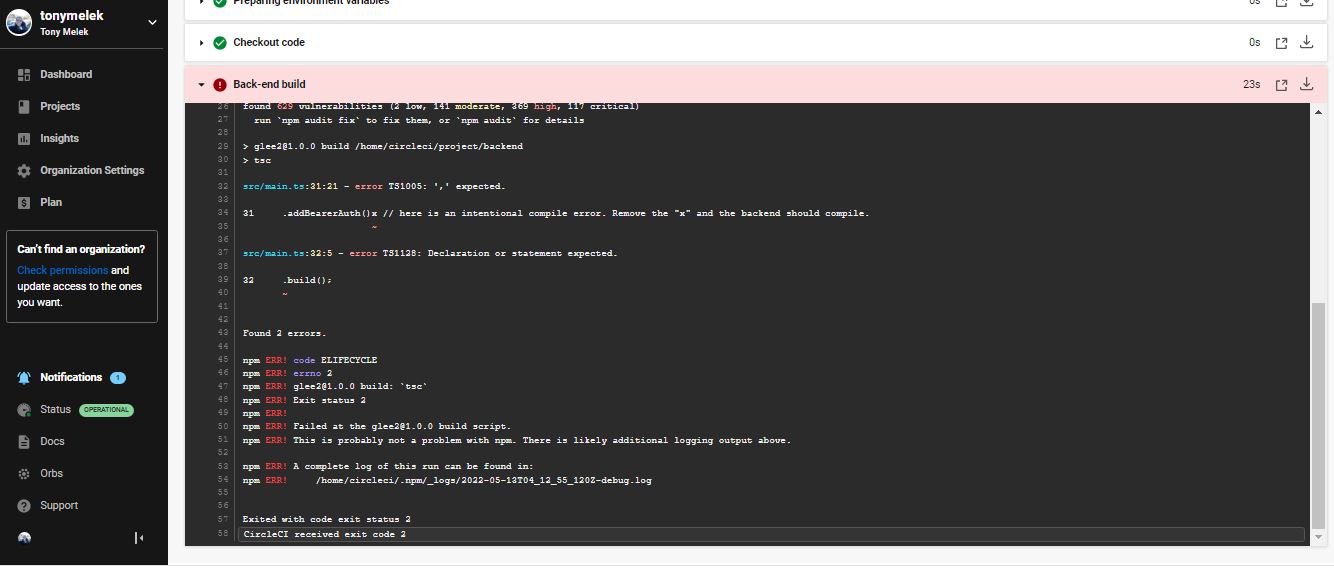 tonymelek
Tony Melek
Dashboard
Projects
Insights
Organization Settings
Plan
Can't find an organization?
Check permissions and
update access to the ones
you want.
Notifications 1
Status OPERATIONAL
Docs
Orbs
Support
Preparing environment variables 0s
Checkout code 0s
Back-end build 23s
26 found 629 vulnerabilities (2 low, 141 moderate, 369 high, 117 critical)
27 run `npm audit fix` to fix them, or `npm audit` for details
28
29 > glee2@1.0.0 build /home/circleci/project/backend
30 > tsc
31
32 src/main.ts:31:21 - error TS1005: ',' expected.
33
34 31 .addBearerAuth()x // here is an intentional compile error. Remove the "x" and the backend should compile.
35 ~
36
37 src/main.ts:32:5 - error TS1128: Declaration or statement expected.
38
39 32 .build();
40 ~
41
42
43 Found 2 errors.
44
45 npm ERR! code ELIFECYCLE
46 npm ERR! errno 2
47 npm ERR! glee2@1.0.0 build: `tsc`
48 npm ERR! Exit status 2
49 npm ERR!
50 npm ERR! Failed at the glee2@1.0.0 build script.
51 npm ERR! This is probably not a problem with npm. There is likely additional logging output above.
52
53 npm ERR! A complete log of this run can be found in:
54 npm ERR! /home/circleci/.npm/_logs/2022-05-13T04_12_55_120Z-debug.log
55
56
57 Exited with code exit status 2
58 CircleCI received exit code 2